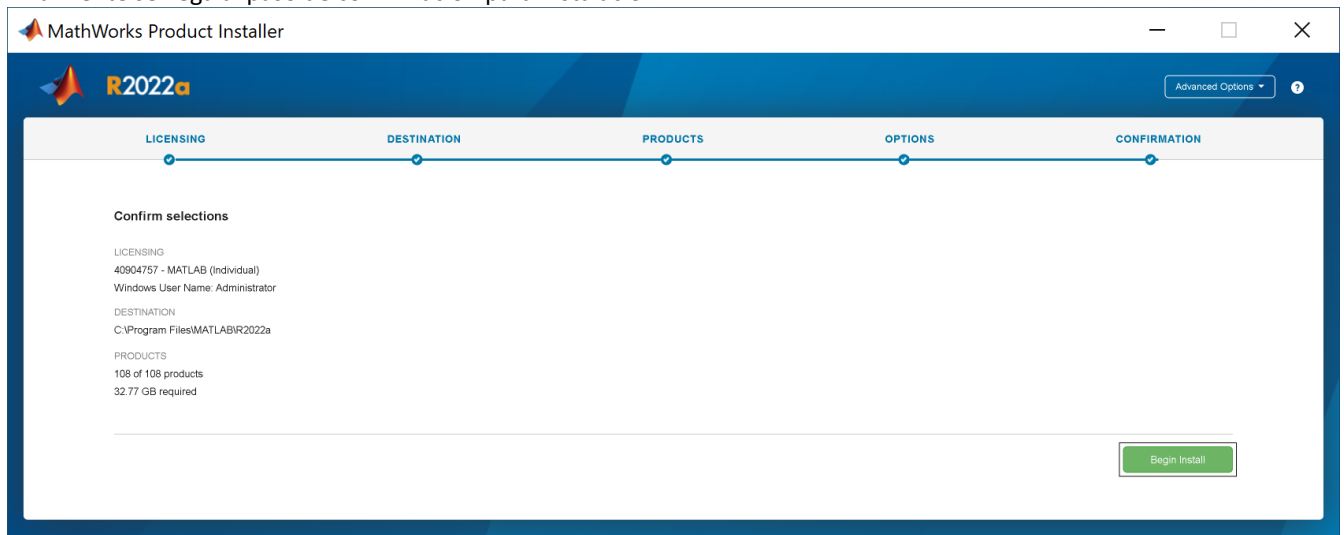 MathWorks Product Installer
R2022a
Advanced Options
?
LICENSING DESTINATION PRODUCTS OPTIONS CONFIRMATION
Confirm selections
LICENSING
40904757 - MATLAB (Individual)
Windows User Name: Administrator
DESTINATION
C:\Program Files\MATLAB\R2022a
PRODUCTS
108 of 108 products
32.77 GB required
Begin Install